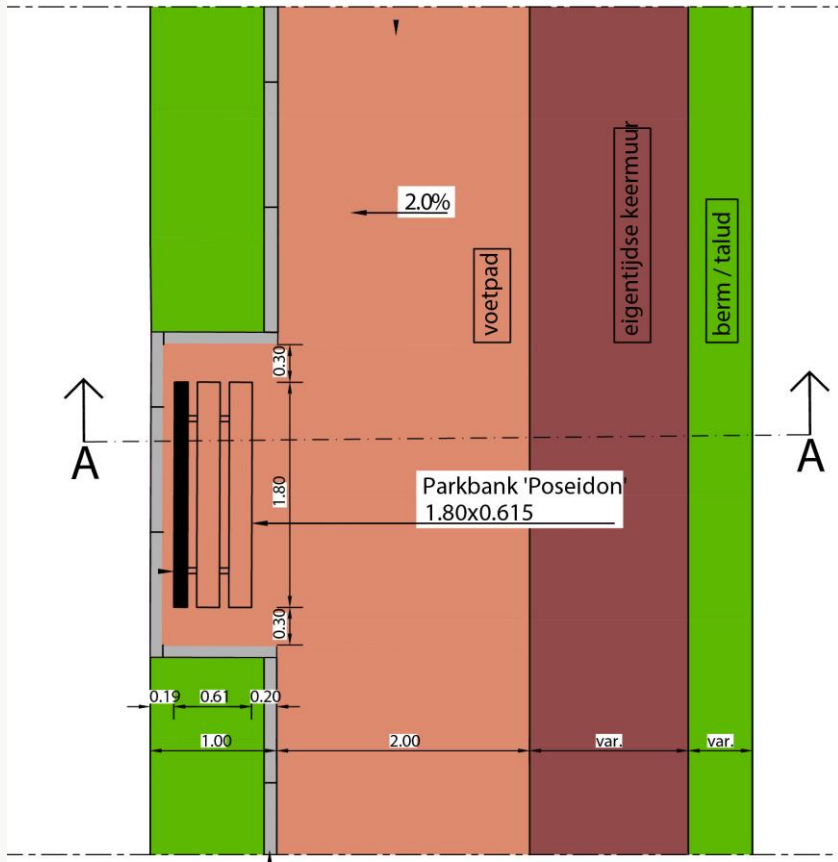 2.0%
voetpad
eigentijdse keermuur
berm / talud
0.30
A
A
1.80
Parkbank 'Poseidon'
1.80x0.615
0.30
0.19
0.61
0.20
1.00
2.00
var.
var.